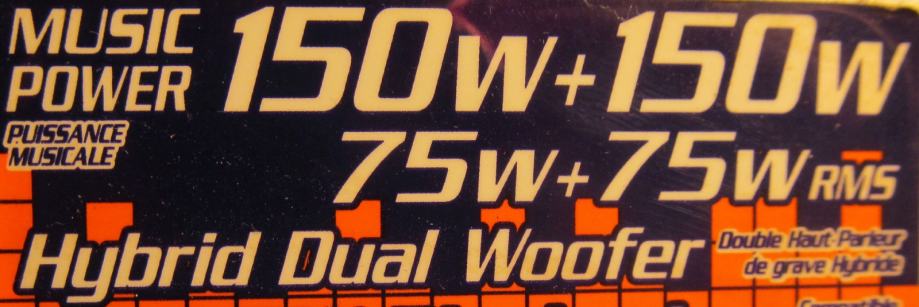 MUSIC POWER 150W+150W
PUISSANCE MUSICALE
75W+75W RMS
Hybrid Dual Woofer
Double Haut-Parleur
de grave Hybride